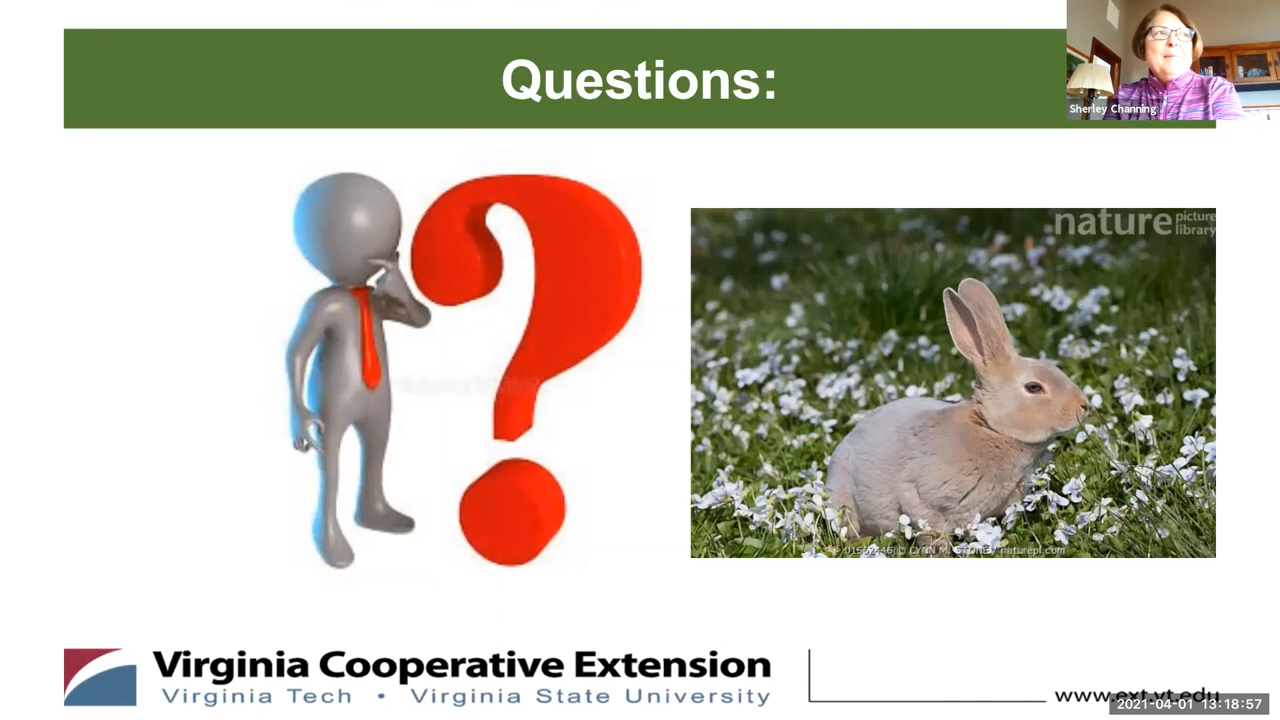 Questions:
Sherley Channing
nature picture library
01552446 © LYNN M. STONE / naturepl.com
Virginia Cooperative Extension
Virginia Tech • Virginia State University
www.ext.vt.edu
2021-04-01 13:18:57